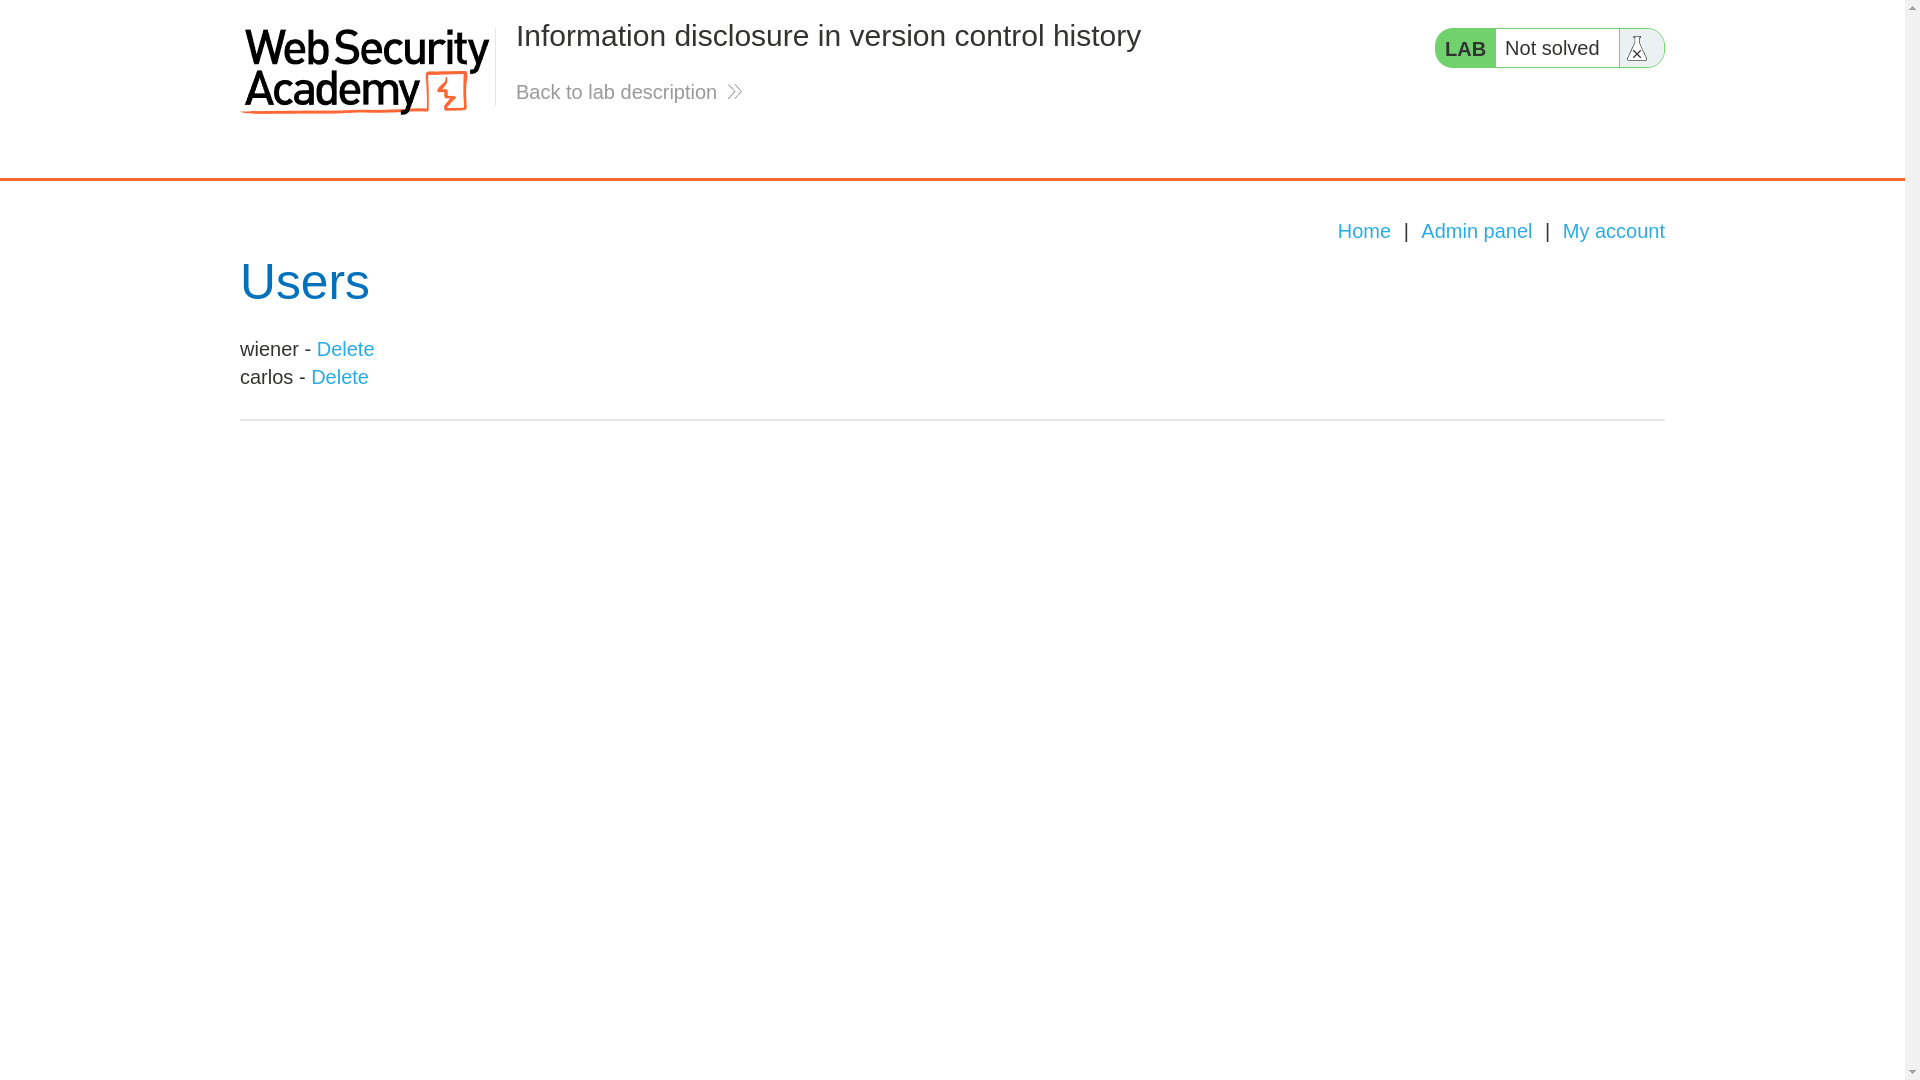 Web Security
Academy
Information disclosure in version control history
Back to lab description
LAB Not solved
Home | Admin panel | My account
Users
wiener - Delete
carlos - Delete